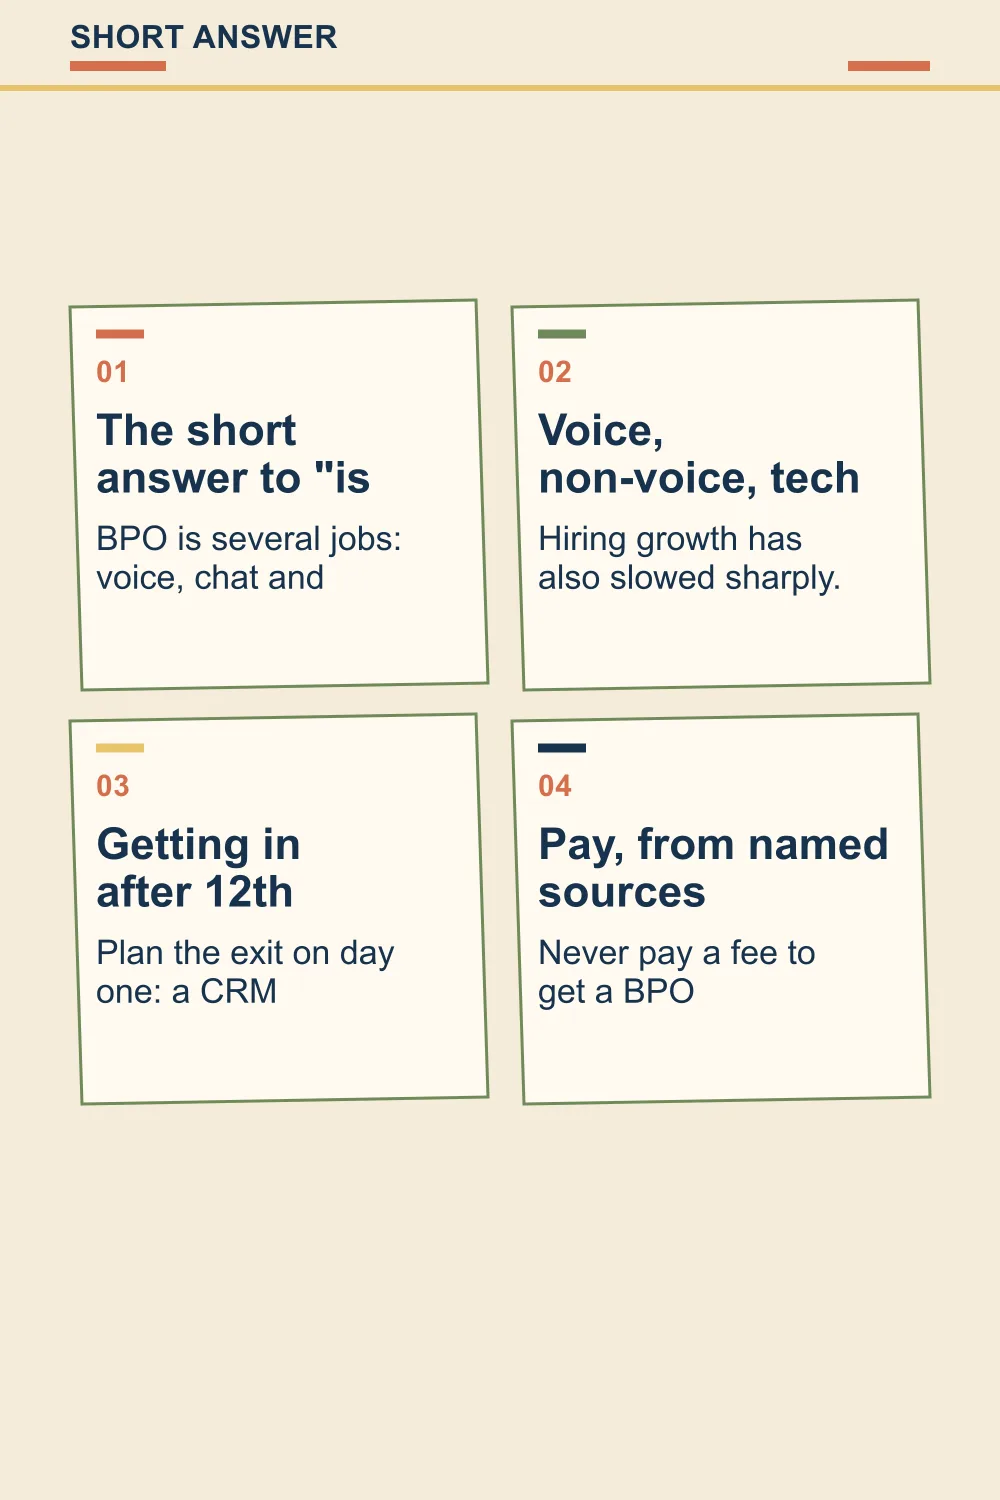 SHORT ANSWER
01
The short
answer to "is
BPO is several jobs:
voice, chat and
02
Voice,
non-voice, tech
Hiring growth has
also slowed sharply.
03
Getting in
after 12th
Plan the exit on day
one: a CRM
04
Pay, from named
sources
Never pay a fee to
get a BPO